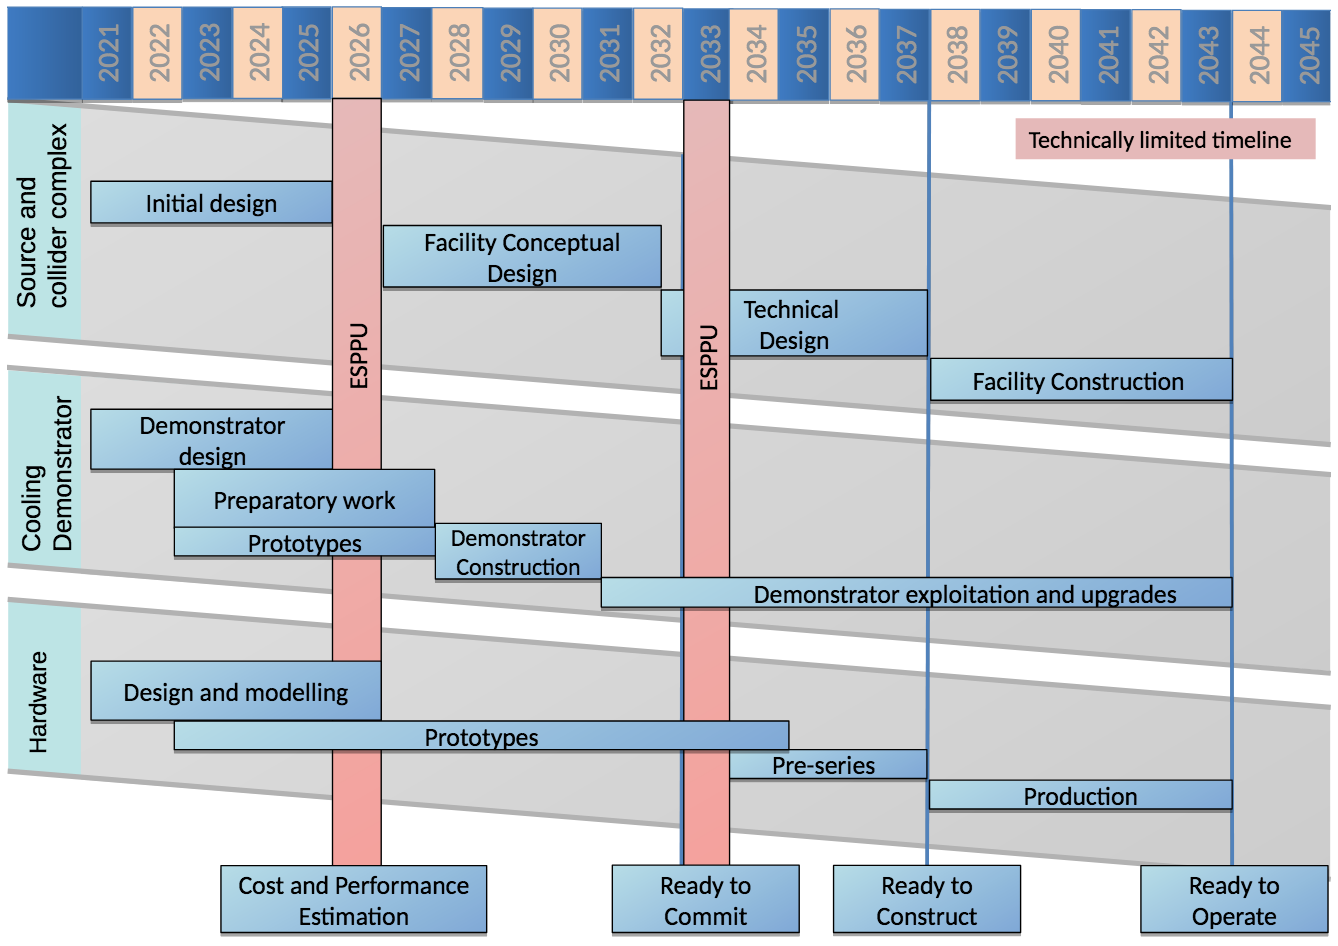 2021 2022 2023 2024 2025 2026 2027 2028 2029 2030 2031 2032 2033 2034 2035 2036 2037 2038 2039 2040 2041 2042 2043 2044 2045
Technically limited timeline
Source and
collider complex
Initial design
Facility Conceptual
Design
Technical
Design
ESPPU
ESPPU
Facility Construction
Cooling
Demonstrator
Demonstrator
design
Preparatory work
Prototypes
Demonstrator
Construction
Demonstrator exploitation and upgrades
Hardware
Design and modelling
Prototypes
Pre-series
Production
Cost and Performance
Estimation
Ready to
Commit
Ready to
Construct
Ready to
Operate